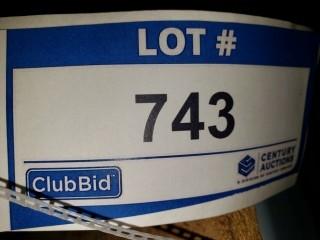 LOT #
743
ClubBid
CENTURY
AUCTIONS